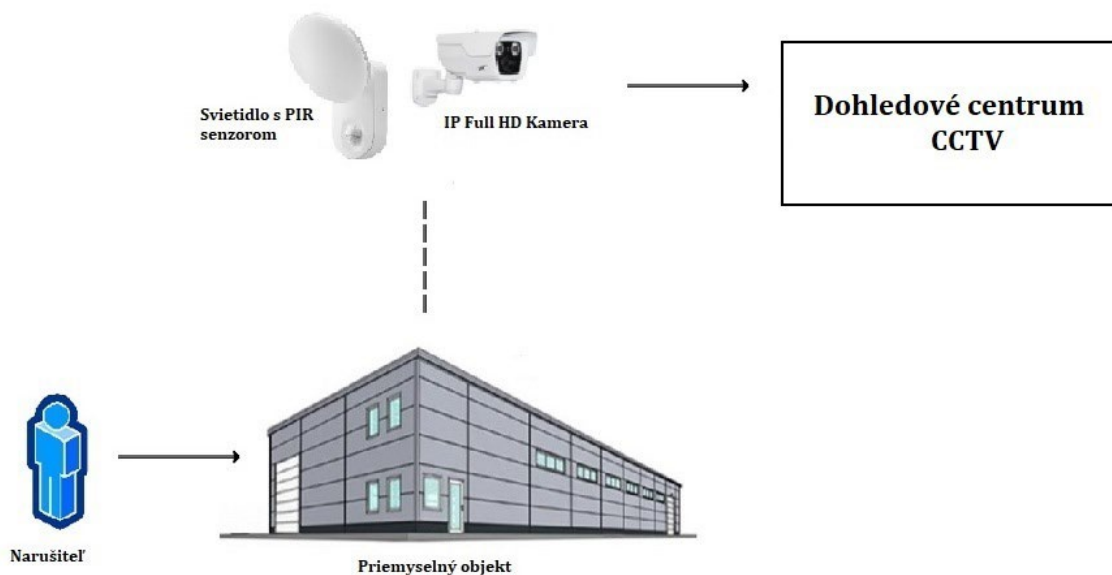 Svietidlo s PIR
senzorom
IP Full HD Kamera
Dohledové centrum
CCTV
Narušiteľ
Priemyselný objekt